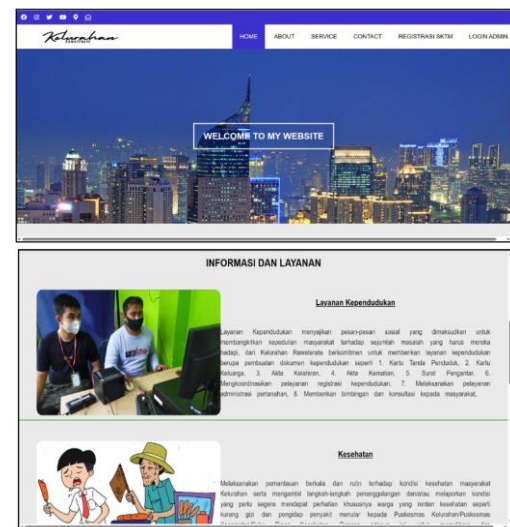 Kelurahan
HOME ABOUT SERVICE CONTACT REGISTRASI SKTM LOGIN ADMIN
WELCOME TO MY WEBSITE
INFORMASI DAN LAYANAN
Layanan Kependudukan
Layanan Kependudukan menyajikan pesan-pesan sosial yang dimaksudkan untuk
membangkitkan kepedulian masyarakat terhadap sejumlah masalah yang harus mereka
hadapi, dari Kelurahan Rawaterate berkomitmen untuk memberikan layanan kependudukan
berupa pembuatan dokumen kependudukan seperti 1. Kartu Tanda Penduduk, 2. Kartu
Keluarga, 3. Akta Kelahiran, 4. Akta Kematian, 5. Surat Pengantar, 6.
Mengkoordinasikan pelayanan registrasi kependudukan, 7. Melaksanakan pelayanan
administrasi pertanahan, 8. Memberikan bimbingan dan konsultasi kepada masyarakat,
Kesehatan
Melaksanakan pemantauan berkala dan rutin terhadap kondisi kesehatan masyarakat
Kelurahan serta mengambil langkah-langkah penanggulangan dan/atau melaporkan kondisi
yang perlu segera mendapat perhatian khususnya warga yang rentan kesehatan seperti
kurang gizi dan pengidap penyakit menular kepada Puskesmas Kelurahan/Puskesmas